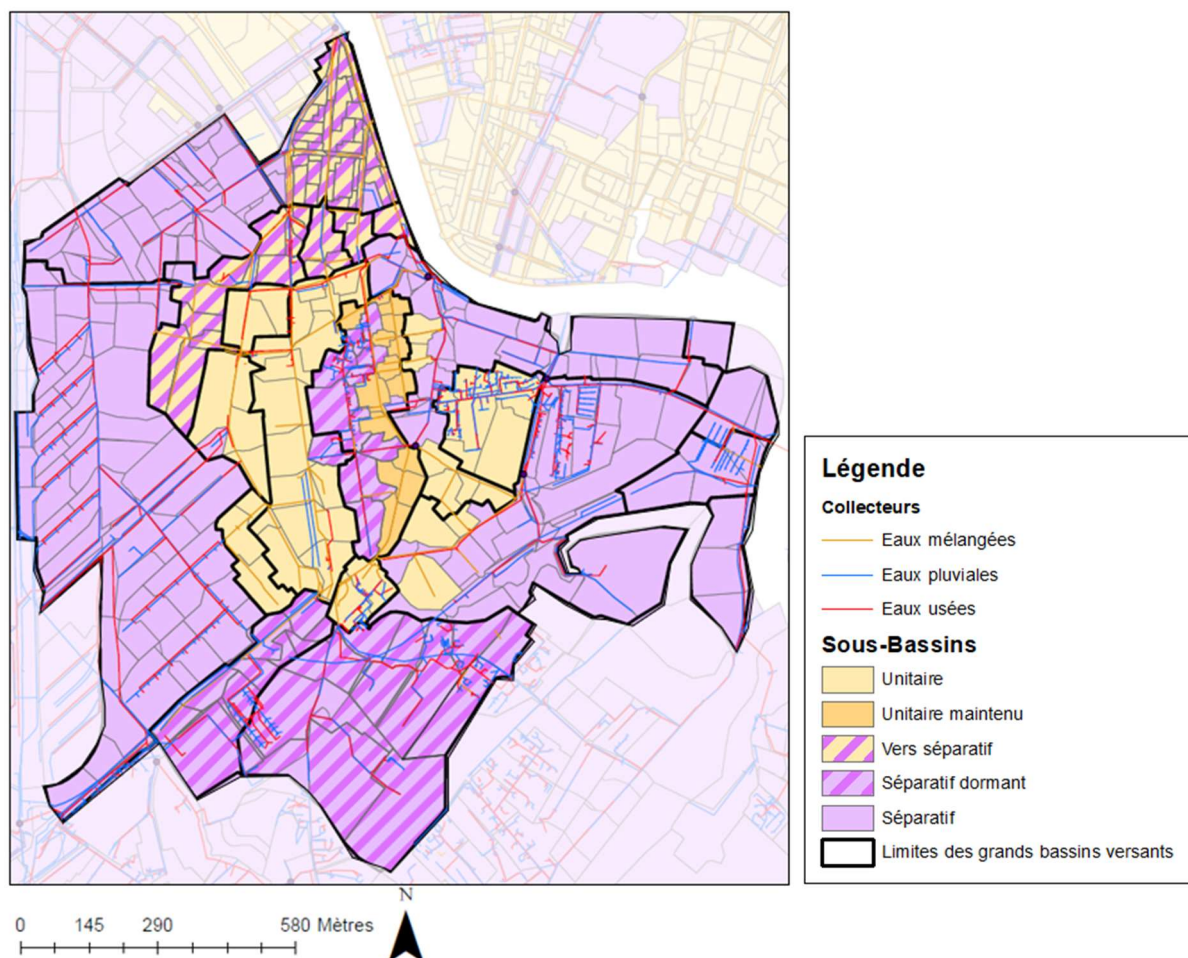 Légende
Collecteurs
Eaux mélangées
Eaux pluviales
Eaux usées
Sous-Bassins
Unitaire
Unitaire maintenu
Vers séparatif
Séparatif dormant
Séparatif
Limites des grands bassins versants
N
0 145 290 580 Mètres